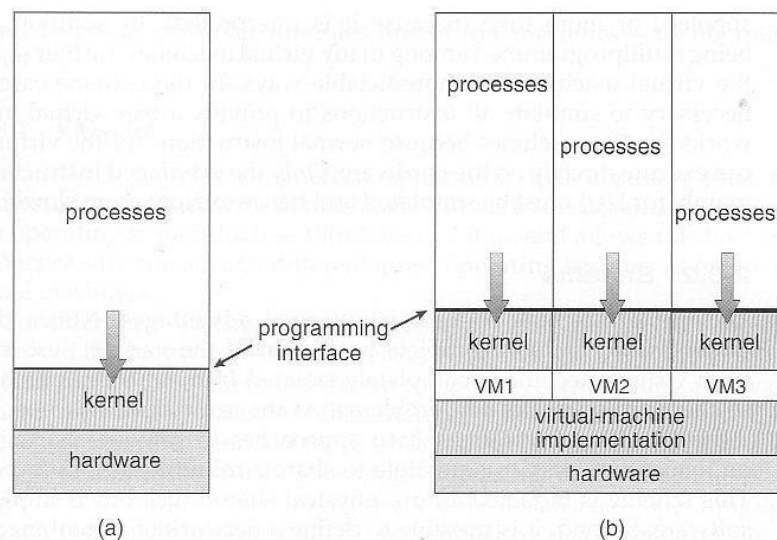 processes
kernel
hardware
(a)
programming
interface
processes
processes
processes
kernel kernel kernel
VM1 VM2 VM3
virtual-machine
implementation
hardware
(b)